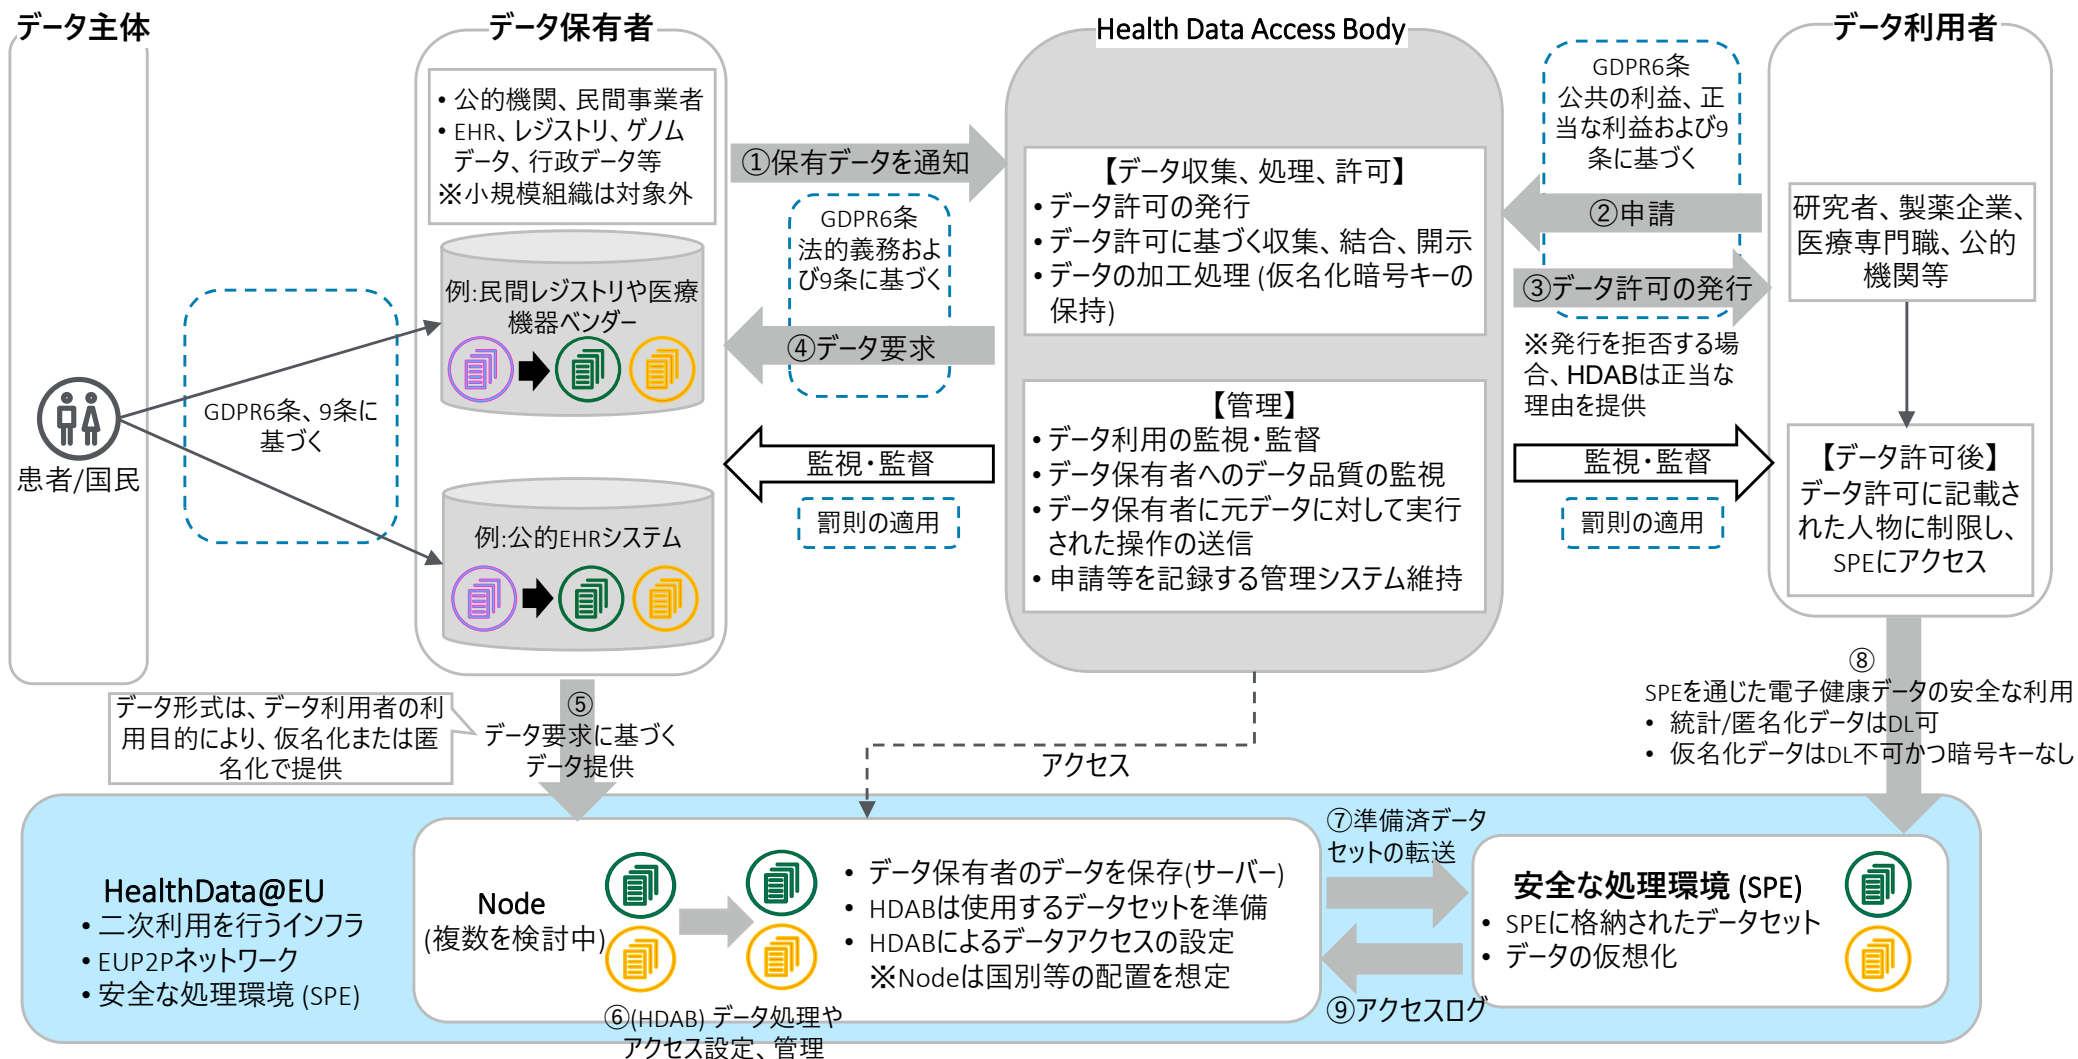 データ主体
患者/国民
GDPR6条、9条に
基づく
データ保有者
• 公的機関、民間事業者
• EHR、レジストリ、ゲノム
データ、行政データ等
※小規模組織は対象外
例:民間レジストリや医療
機器ベンダー
例:公的EHRシステム
①保有データを通知
GDPR6条
法的義務およ
び9条に基づく
④データ要求
監視・監督
罰則の適用
Health Data Access Body
【データ収集、処理、許可】
• データ許可の発行
• データ許可に基づく収集、結合、開示
• データの加工処理 (仮名化暗号キーの
保持)
【管理】
• データ利用の監視・監督
• データ保有者へのデータ品質の監視
• データ保有者に元データに対して実行
された操作の送信
• 申請等を記録する管理システム維持
GDPR6条
公共の利益、正
当な利益および9
条に基づく
②申請
③データ許可の発行
※発行を拒否する場
合、HDABは正当な
理由を提供
監視・監督
罰則の適用
データ利用者
研究者、製薬企業、
医療専門職、公的
機関等
【データ許可後】
データ許可に記載さ
れた人物に制限し、
SPEにアクセス
データ形式は、データ利用者の利
用目的により、仮名化または匿
名化で提供
⑤
データ要求に基づく
データ提供
アクセス
⑧
SPEを通じた電子健康データの安全な利用
• 統計/匿名化データはDL可
• 仮名化データはDL不可かつ暗号キーなし
HealthData@EU
• 二次利用を行うインフラ
• EUP2Pネットワーク
• 安全な処理環境 (SPE)
Node
(複数を検討中)
⑥(HDAB) データ処理や
アクセス設定、管理
• データ保有者のデータを保存(サーバー)
• HDABは使用するデータセットを準備
• HDABによるデータアクセスの設定
※Nodeは国別等の配置を想定
⑦準備済データ
セットの転送
⑨アクセスログ
安全な処理環境 (SPE)
• SPEに格納されたデータセット
• データの仮想化